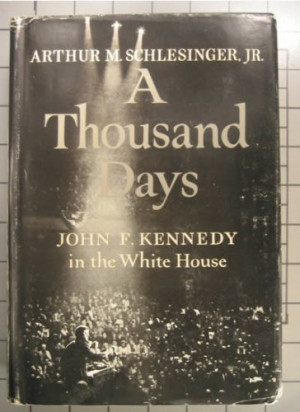 ARTHUR M. SCHLESINGER, JR.
A
Thousand
Days
JOHN F. KENNEDY
in the White House